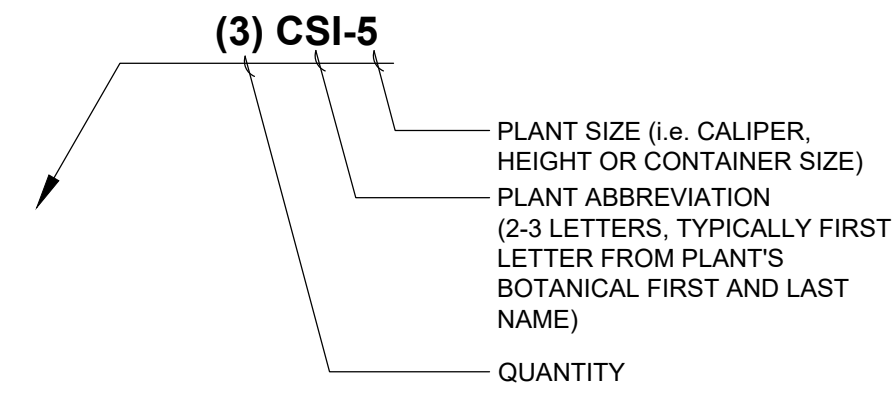 (3) CSI-5
PLANT SIZE (i.e. CALIPER,
HEIGHT OR CONTAINER SIZE)
PLANT ABBREVIATION
(2-3 LETTERS, TYPICALLY FIRST
LETTER FROM PLANT'S
BOTANICAL FIRST AND LAST
NAME)
QUANTITY